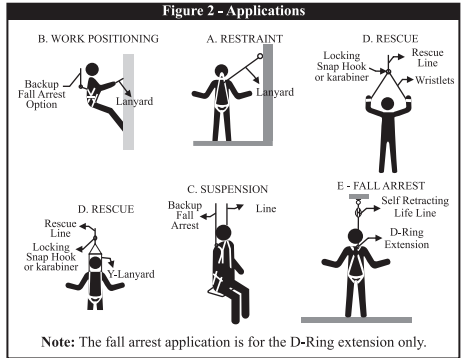 Figure 2 - Applications
B. WORK POSITIONING
Backup
Fall Arrest
Option
Lanyard
A. RESTRAINT
Lanyard
D. RESCUE
Locking
Snap Hook
or karabiner
Rescue
Line
Wristlets
D. RESCUE
Rescue
Line
Locking
Snap Hook
or karabiner
Y-Lanyard
C. SUSPENSION
Backup
Fall
Arrest
Line
E - FALL ARREST
Self Retracting
Life Line
D-Ring
Extension
Note: The fall arrest application is for the D-Ring extension only.